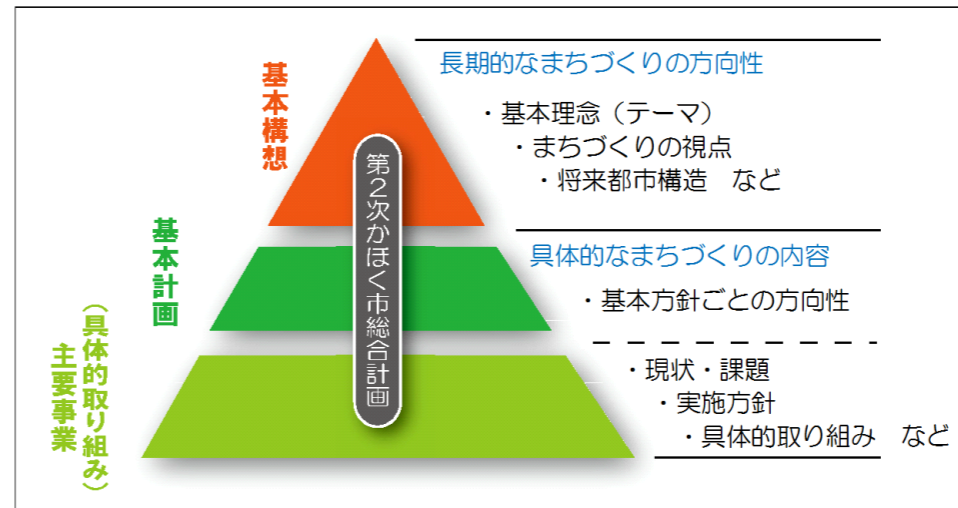 基本構想
長期的なまちづくりの方向性
・基本理念（テーマ）
・まちづくりの視点
・将来都市構造　など
第２次かほく市総合計画
基本計画
具体的なまちづくりの内容
・基本方針ごとの方向性
主要事業
（具体的取り組み）
・現状・課題
・実施方針
・具体的取り組み　など